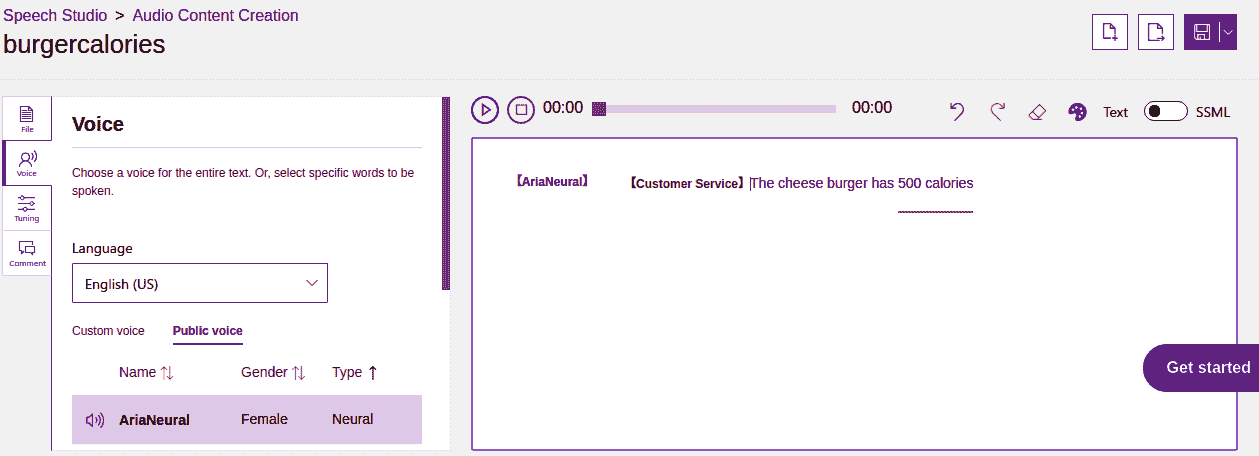 Speech Studio > Audio Content Creation
burgercalories
File
Voice
Tuning
Comment
Voice
Choose a voice for the entire text. Or, select specific words to be
spoken.
Language
English (US)
Custom voice Public voice
Name Gender Type
AriaNeural Female Neural
00:00 00:00 Text SSML
【AriaNeural】 【Customer Service】The cheese burger has 500 calories
Get started